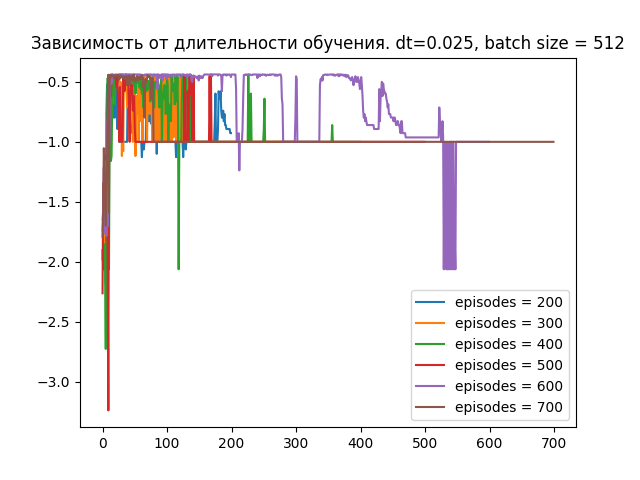 Зависимость от длительности обучения. dt=0.025, batch size = 512
−0.5
−1.0
−1.5
−2.0
−2.5
−3.0
episodes = 200
episodes = 300
episodes = 400
episodes = 500
episodes = 600
episodes = 700
0 100 200 300 400 500 600 700